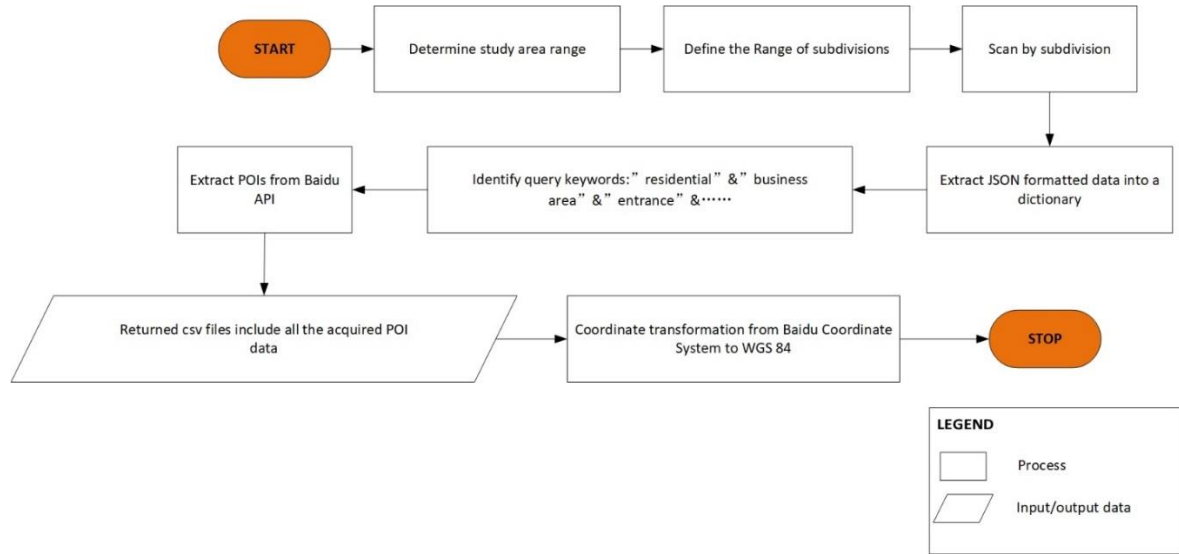 START
Determine study area range
Define the Range of subdivisions
Scan by subdivision
Extract JSON formatted data into a
dictionary
Identify query keywords:” residential”&” business
area”&” entrance” &⋯⋯
Extract POIs from Baidu
API
Returned csv files include all the acquired POI
data
Coordinate transformation from Baidu Coordinate
System to WGS 84
STOP
LEGEND
Process
Input/output data